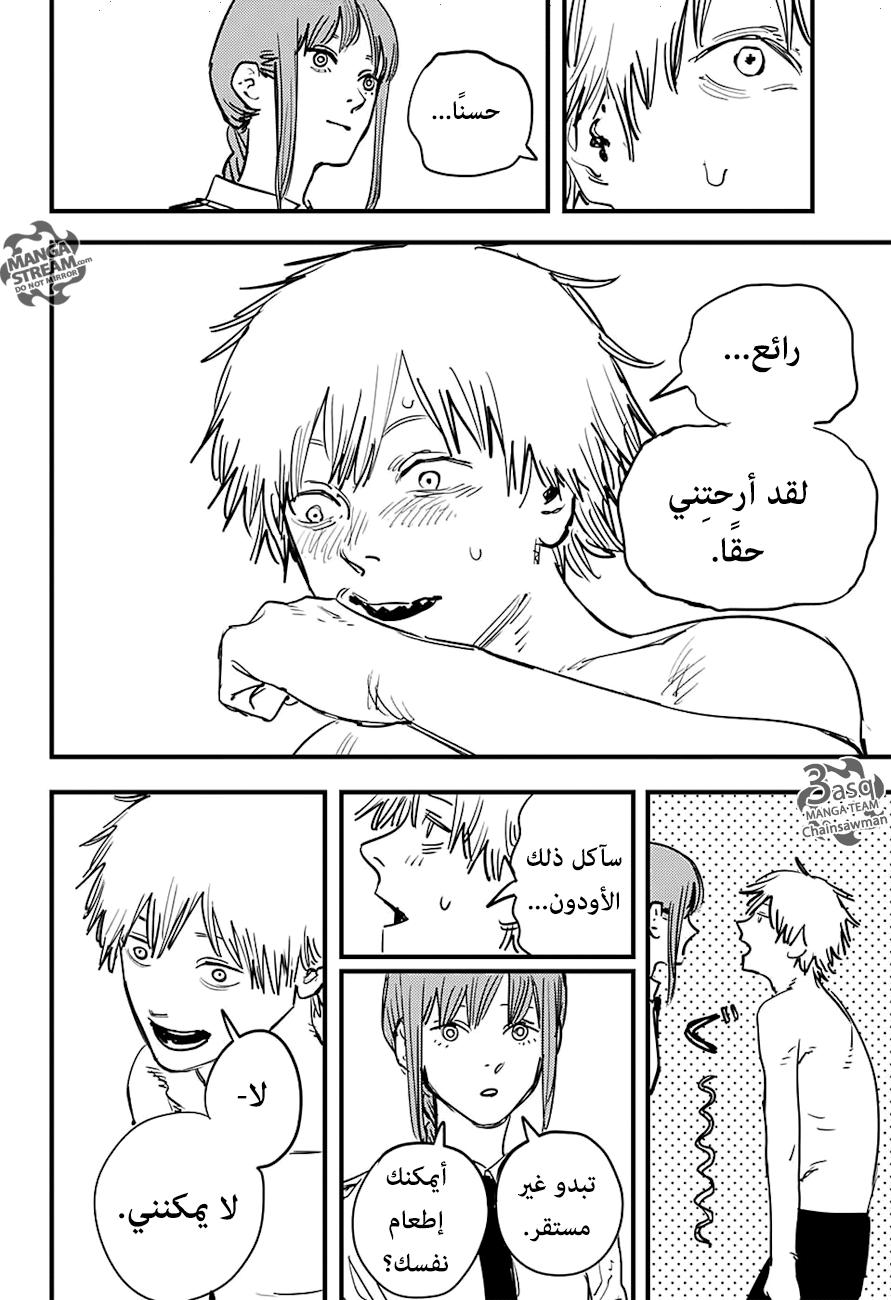 حسنًا...
رائع...
لقد أرحتِني
حقًا.
سآكل ذلك
الأودون...
تبدو غير
مستقر.
أيمكنك
إطعام
نفسك؟
لا-
لا يمكنني.
MANGA
STREAM.com
DO NOT MIRROR
3asq
MANGA TEAM
Chainsawman